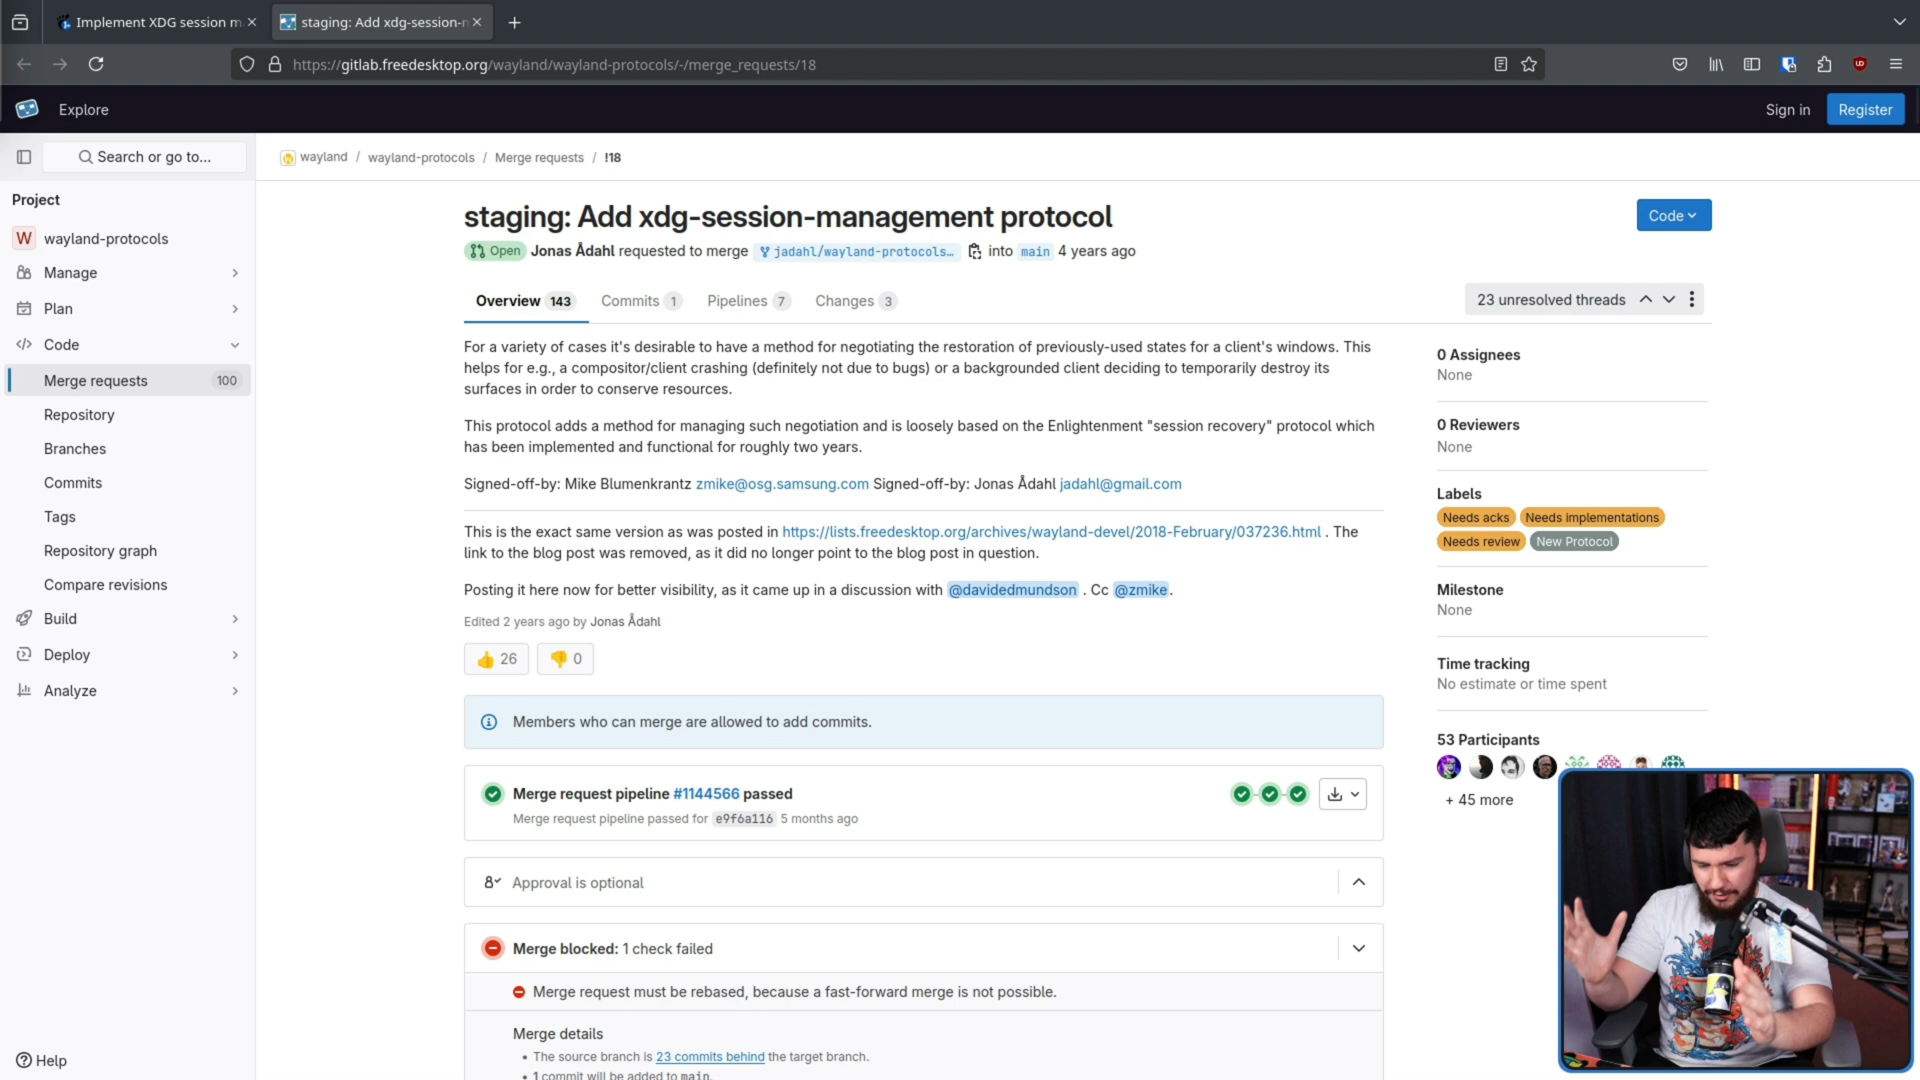 Implement XDG session m
staging: Add xdg-session-m
https://gitlab.freedesktop.org/wayland/wayland-protocols/-/merge_requests/18
Explore
Sign in
Register
Search or go to...
wayland / wayland-protocols / Merge requests / !18
Project
W wayland-protocols
Manage
Plan
Code
Merge requests 100
Repository
Branches
Commits
Tags
Repository graph
Compare revisions
Build
Deploy
Analyze
Help
staging: Add xdg-session-management protocol
Code
Open Jonas Ådahl requested to merge jadahl/wayland-protocols… into main 4 years ago
Overview 143 Commits 1 Pipelines 7 Changes 3
23 unresolved threads
For a variety of cases it's desirable to have a method for negotiating the restoration of previously-used states for a client's windows. This
helps for e.g., a compositor/client crashing (definitely not due to bugs) or a backgrounded client deciding to temporarily destroy its
surfaces in order to conserve resources.
This protocol adds a method for managing such negotiation and is loosely based on the Enlightenment "session recovery" protocol which
has been implemented and functional for roughly two years.
Signed-off-by: Mike Blumenkrantz zmike@osg.samsung.com Signed-off-by: Jonas Ådahl jadahl@gmail.com
This is the exact same version as was posted in https://lists.freedesktop.org/archives/wayland-devel/2018-February/037236.html . The
link to the blog post was removed, as it did no longer point to the blog post in question.
Posting it here now for better visibility, as it came up in a discussion with @davidedmundson . Cc @zmike.
Edited 2 years ago by Jonas Ådahl
👍 26 👎 0
Members who can merge are allowed to add commits.
Merge request pipeline #1144566 passed
Merge request pipeline passed for e9f6a116 5 months ago
Approval is optional
Merge blocked: 1 check failed
Merge request must be rebased, because a fast-forward merge is not possible.
Merge details
• The source branch is 23 commits behind the target branch.
• 1 commit will be added to main.
0 Assignees
None
0 Reviewers
None
Labels
Needs acks Needs implementations
Needs review New Protocol
Milestone
None
Time tracking
No estimate or time spent
53 Participants
+ 45 more